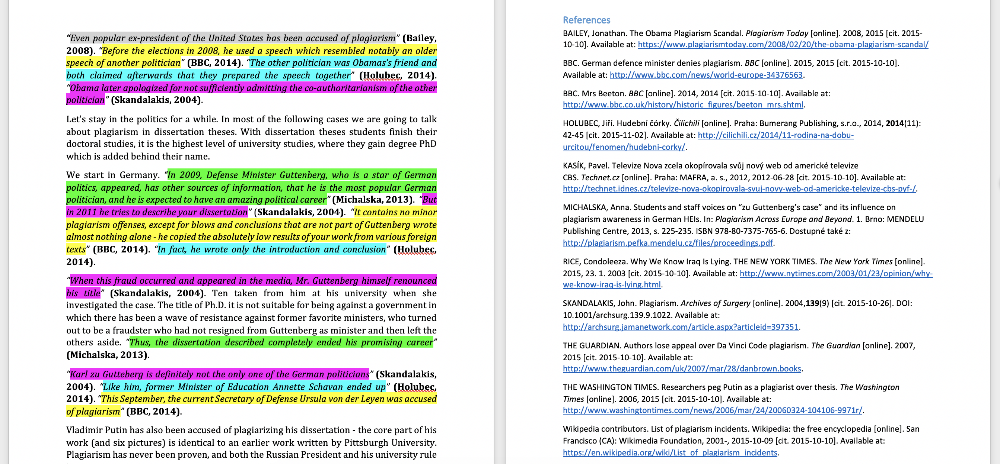 “Even popular ex-president of the United States has been accused of plagiarism” (Bailey,
2008). “Before the elections in 2008, he used a speech which resembled notably an older
speech of another politician” (BBC, 2014). “The other politician was Obamas’s friend and
both claimed afterwards that they prepared the speech together” (Holubec, 2014).
“Obama later apologized for not sufficiently admitting the co-authoritarianism of the other
politician” (Skandalakis, 2004).
Let’s stay in the politics for a while. In most of the following cases we are going to talk
about plagiarism in dissertation theses. With dissertation theses students finish their
doctoral studies, it is the highest level of university studies, where they gain degree PhD
which is added behind their name.
We start in Germany. “In 2009, Defense Minister Guttenberg, who is a star of German
politics, appeared, has other sources of information, that he is the most popular German
politician, and he is expected to have an amazing political career” (Michalska, 2013). “But
in 2011 he tries to describe your dissertation” (Skandalakis, 2004). “It contains no minor
plagiarism offenses, except for blows and conclusions that are not part of Guttenberg wrote
almost nothing alone - he copied the absolutely low results of your work from various foreign
texts” (BBC, 2014). “In fact, he wrote only the introduction and conclusion” (Holubec,
2014).
“When this fraud occurred and appeared in the media, Mr. Guttenberg himself renounced
his title” (Skandalakis, 2004). Ten taken from him at his university when she
investigated the case. The title of Ph.D. it is not suitable for being against a government in
which there has been a wave of resistance against former favorite ministers, who turned
out to be a fraudster who had not resigned from Guttenberg as minister and then left the
others aside. “Thus, the dissertation described completely ended his promising career”
(Michalska, 2013).
“Karl zu Gutteberg is definitely not the only one of the German politicians” (Skandalakis,
2004). “Like him, former Minister of Education Annette Schavan ended up” (Holubec,
2014). “This September, the current Secretary of Defense Ursula von der Leyen was accused
of plagiarism” (BBC, 2014).
Vladimir Putin has also been accused of plagiarizing his dissertation - the core part of his
work (and six pictures) is identical to an earlier work written by Pittsburgh University.
Plagiarism has never been proven, and both the Russian President and his university rule
References
BAILEY, Jonathan. The Obama Plagiarism Scandal. Plagiarism Today [online]. 2008, 2015 [cit. 2015-
10-10]. Available at: https://www.plagiarismtoday.com/2008/02/20/the-obama-plagiarism-scandal/
BBC. German defence minister denies plagiarism. BBC [online]. 2015, 2015 [cit. 2015-10-10].
Available at: http://www.bbc.com/news/world-europe-34376563.
BBC. Mrs Beeton. BBC [online]. 2014, 2014 [cit. 2015-10-10]. Available at:
http://www.bbc.co.uk/history/historic_figures/beeton_mrs.shtml.
HOLUBEC, Jiří. Hudební čórky. Čilichili [online]. Praha: Bumerang Publishing, s.r.o., 2014, 2014(11):
42-45 [cit. 2015-11-02]. Available at: http://cilichili.cz/2014/11-rodina-na-dobu-
urcitou/fenomen/hudebni-corky/.
KASÍK, Pavel. Televize Nova zcela okopírovala svůj nový web od americké televize
CBS. Technet.cz [online]. Praha: MAFRA, a. s., 2012, 2012-06-28 [cit. 2015-10-10]. Available at:
http://technet.idnes.cz/televize-nova-okopirovala-svuj-novy-web-od-americke-televize-cbs-pyf-/.
MICHALSKA, Anna. Students and staff voices on “zu Guttenberg’s case” and its influence on
plagiarism awareness in German HEIs. In: Plagiarism Across Europe and Beyond. 1. Brno: MENDELU
Publishing Centre, 2013, s. 225-235. ISBN 978-80-7375-765-6. Dostupné také z:
http://plagiarism.pefka.mendelu.cz/files/proceedings.pdf.
RICE, Condoleeza. Why We Know Iraq Is Lying. THE NEW YORK TIMES. The New York Times [online].
2015, 23. 1. 2003 [cit. 2015-10-10]. Available at: http://www.nytimes.com/2003/01/23/opinion/why-
we-know-iraq-is-lying.html.
SKANDALAKIS, John. Plagiarism. Archives of Surgery [online]. 2004,139(9) [cit. 2015-10-26]. DOI:
10.1001/archsurg.139.9.1022. Available at:
http://archsurg.jamanetwork.com/article.aspx?articleid=397351.
THE GUARDIAN. Authors lose appeal over Da Vinci Code plagiarism. The Guardian [online]. 2007,
2015 [cit. 2015-10-10]. Available at:
http://www.theguardian.com/uk/2007/mar/28/danbrown.books.
THE WASHINGTON TIMES. Researchers peg Putin as a plagiarist over thesis. The Washington
Times [online]. 2006, 2015 [cit. 2015-10-10]. Available at:
http://www.washingtontimes.com/news/2006/mar/24/20060324-104106-9971r/.
Wikipedia contributors. List of plagiarism incidents. Wikipedia: the free encyclopedia [online]. San
Francisco (CA): Wikimedia Foundation, 2001-, 2015-10-09 [cit. 2015-10-10]. Available at:
https://en.wikipedia.org/wiki/List_of_plagiarism_incidents.